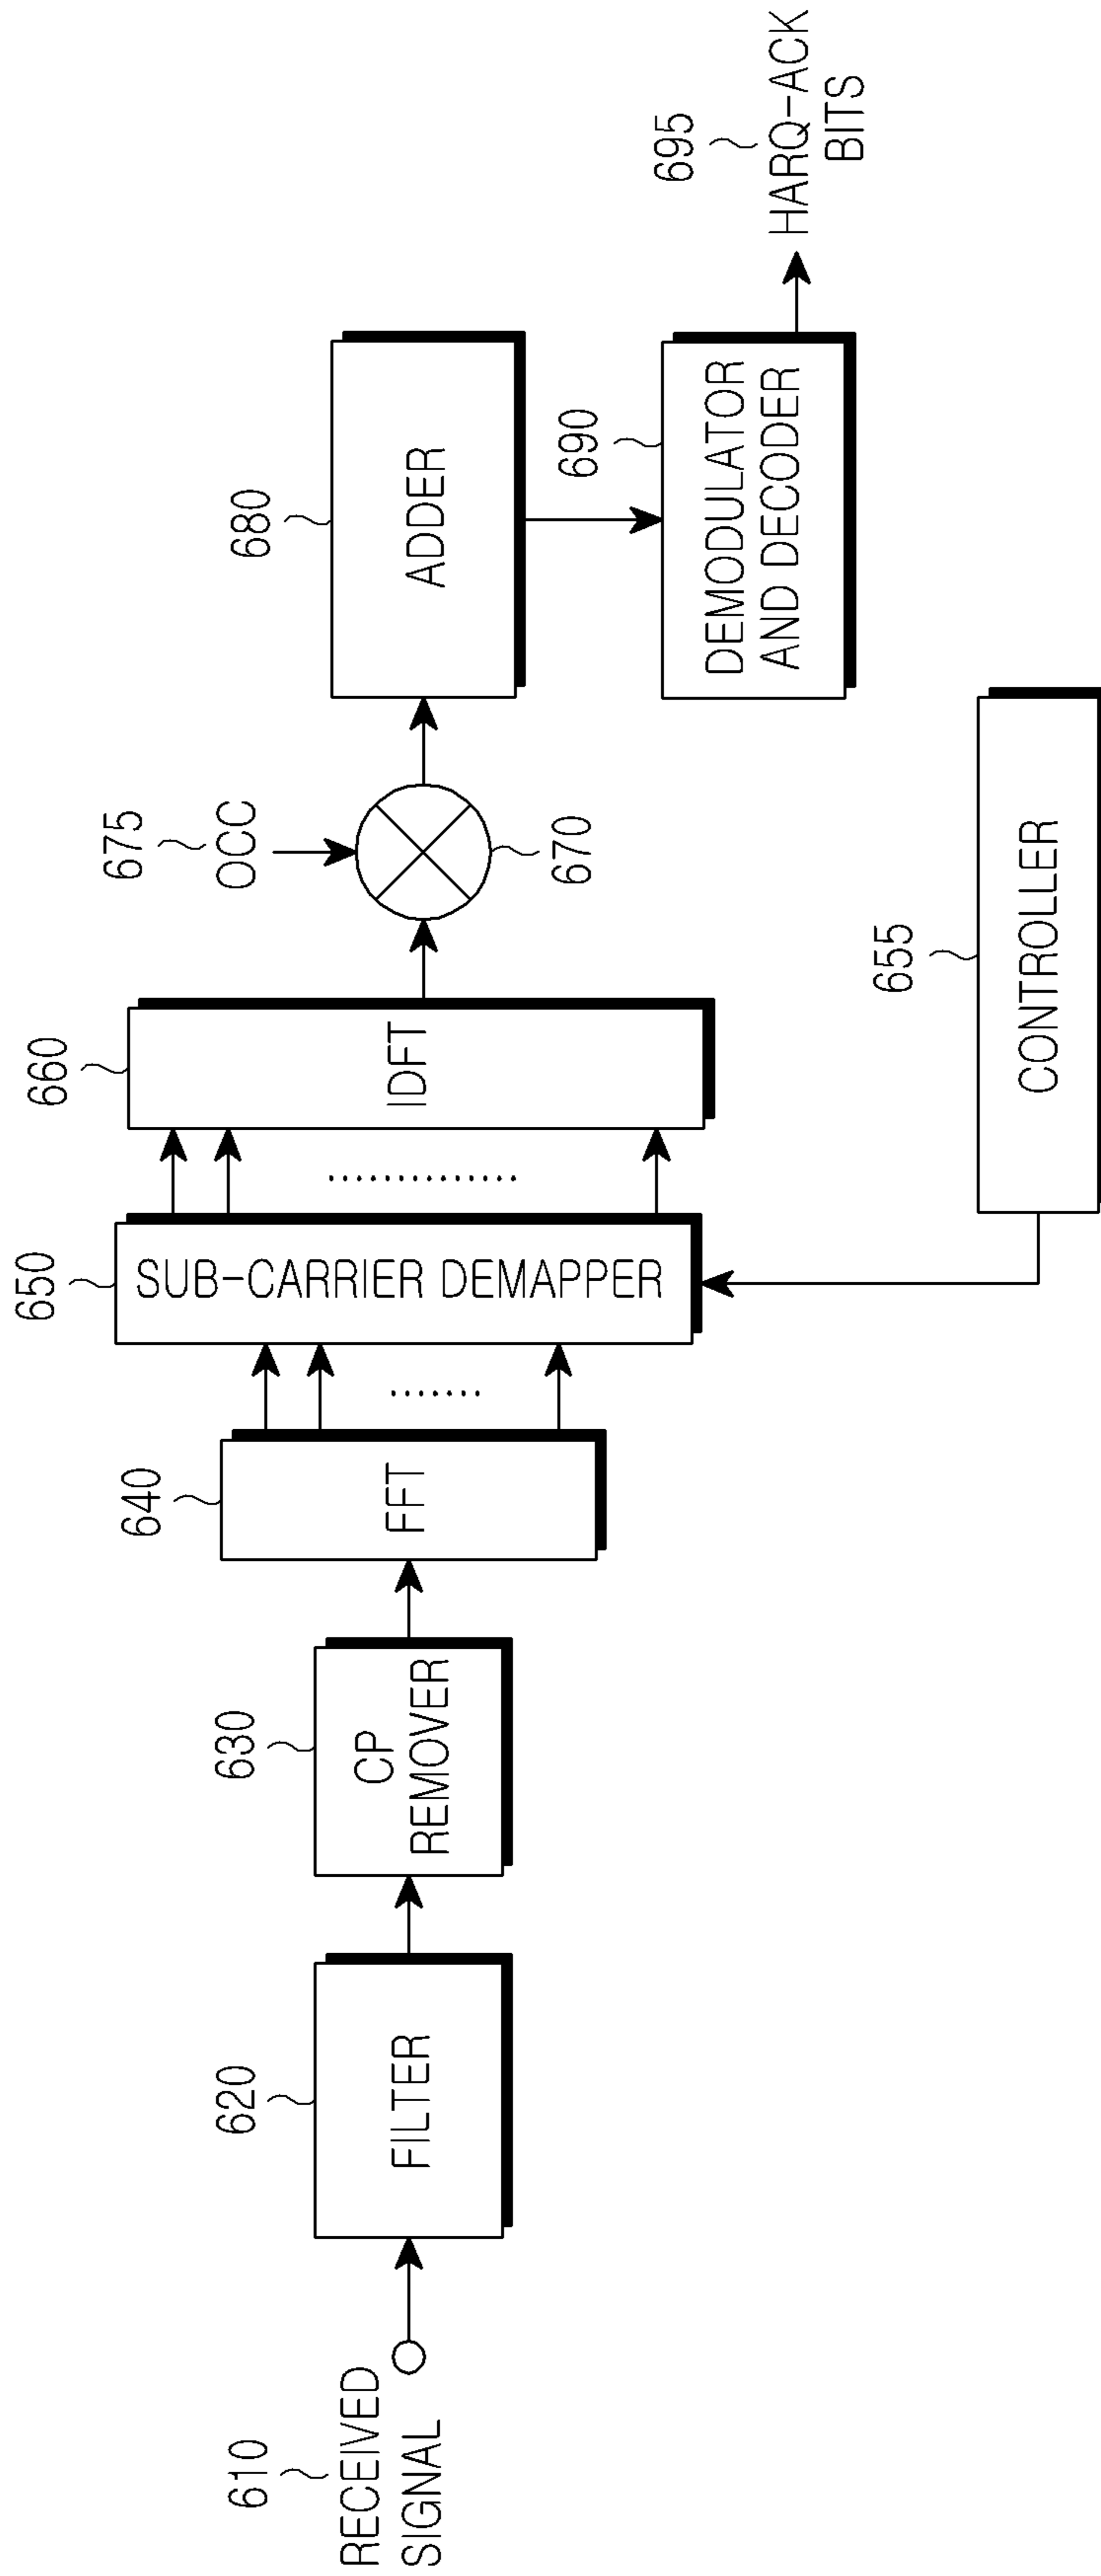 610
RECEIVED
SIGNAL
620
FILTER
630
CP
REMOVER
640
FFT
650
SUB-CARRIER DEMAPPER
660
IDFT
675
OCC
670
680
ADDER
690
DEMODULATOR
AND DECODER
695
HARQ-ACK
BITS
655
CONTROLLER